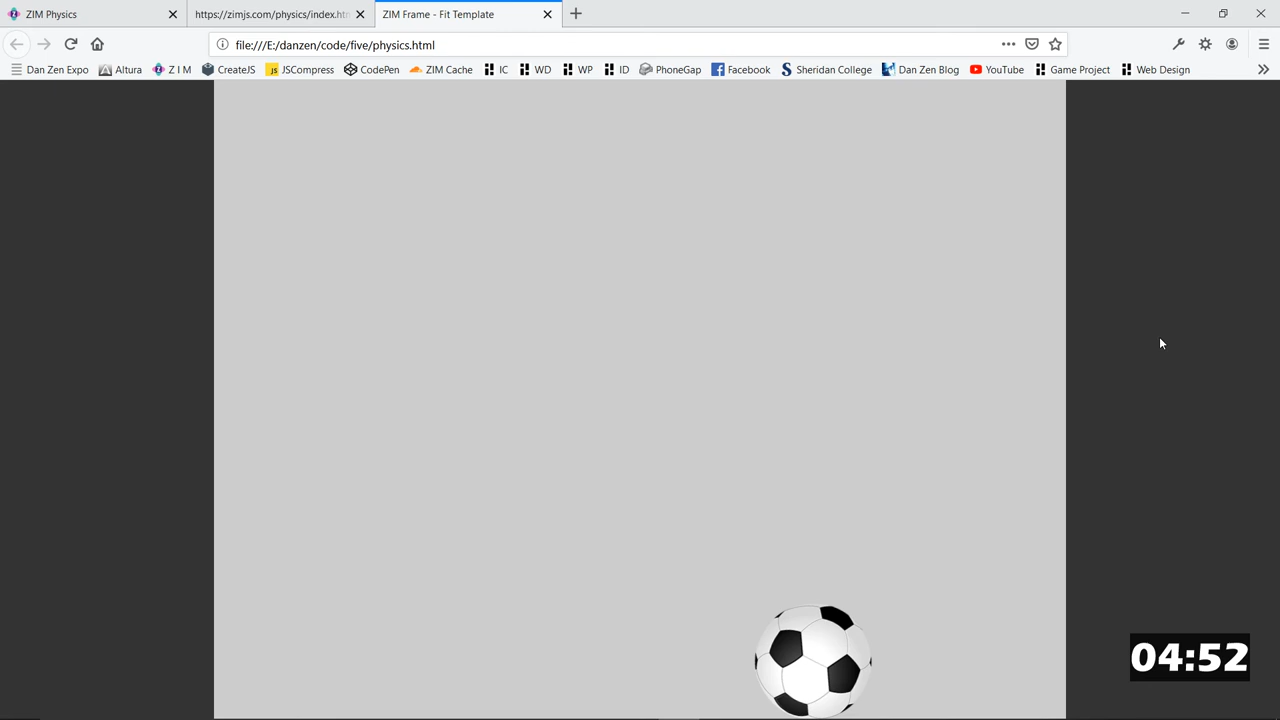 ZIM Physics
https://zimjs.com/physics/index.htm
ZIM Frame - Fit Template
file:///E:/danzen/code/five/physics.html
Dan Zen Expo
Altura
Z I M
CreateJS
JSCompress
CodePen
ZIM Cache
IC
WD
WP
ID
PhoneGap
Facebook
Sheridan College
Dan Zen Blog
YouTube
Game Project
Web Design
04:52